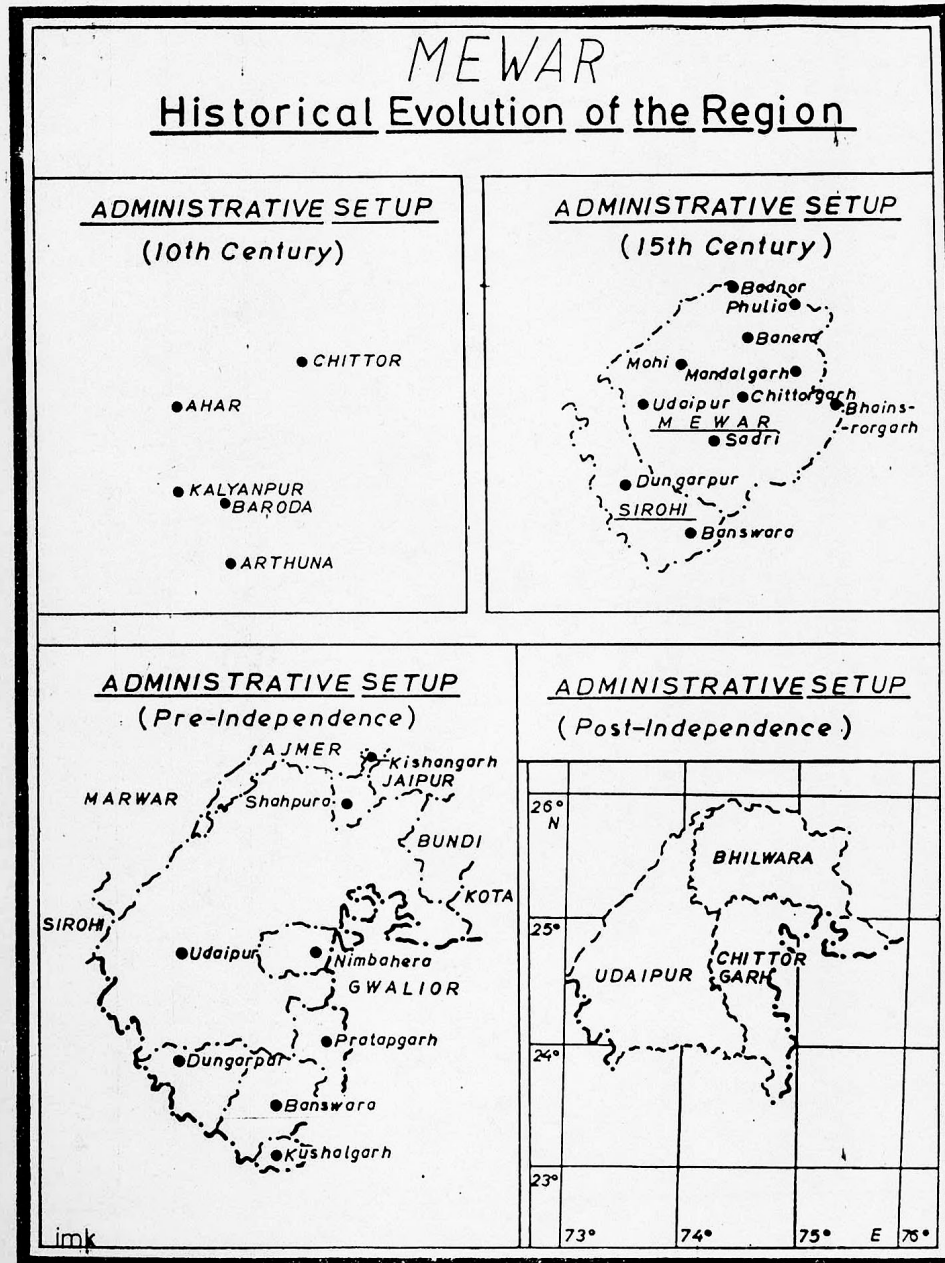 MEWAR
Historical Evolution of the Region
ADMINISTRATIVE SETUP
(10th Century)
CHITTOR
AHAR
KALYANPUR
BARODA
ARTHUNA
ADMINISTRATIVE SETUP
(15th Century)
Bodnor
Phulia
Banera
Mohi
Mandalgarh
Chittorgarh
Udaipur
Bhains-
-rorgarh
MEWAR
Sadri
Dungarpur
SIROHI
Banswara
ADMINISTRATIVE SETUP
(Pre-Independence)
AJMER
Kishangarh
JAIPUR
MARWAR
Shahpura
BUNDI
KOTA
SIROHI
Udaipur
Nimbahera
GWALIOR
Pratapgarh
Dungarpur
Banswara
Kushalgarh
imk
ADMINISTRATIVE SETUP
(Post-Independence)
26°
N
BHILWARA
25°
UDAIPUR
CHITTOR
GARH
24°
23°
73° 74° 75° E 76°